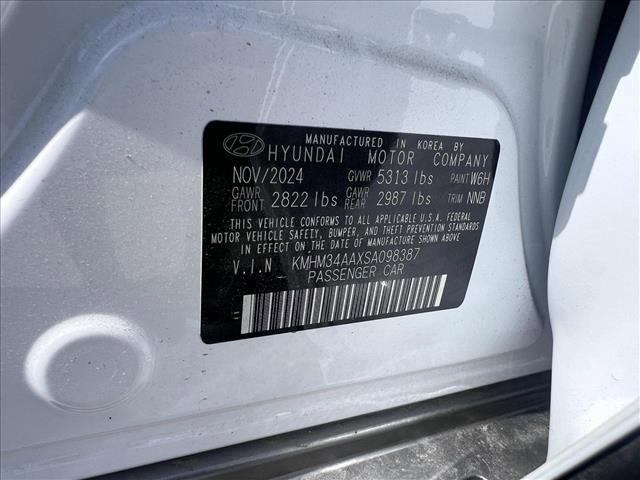 MANUFACTURED IN KOREA BY
HYUNDAI MOTOR COMPANY
NOV/2024 GVWR 5313 lbs PAINT W6H
GAWR FRONT 2822 lbs GAWR REAR 2987 lbs TRIM NNB
THIS VEHICLE CONFORMS TO ALL APPLICABLE U.S.A. FEDERAL
MOTOR VEHICLE SAFETY, BUMPER, AND THEFT PREVENTION STANDARDS
IN EFFECT ON THE DATE OF MANUFACTURE SHOWN ABOVE.
V.I.N KMHM34AAXSA098387
PASSENGER CAR